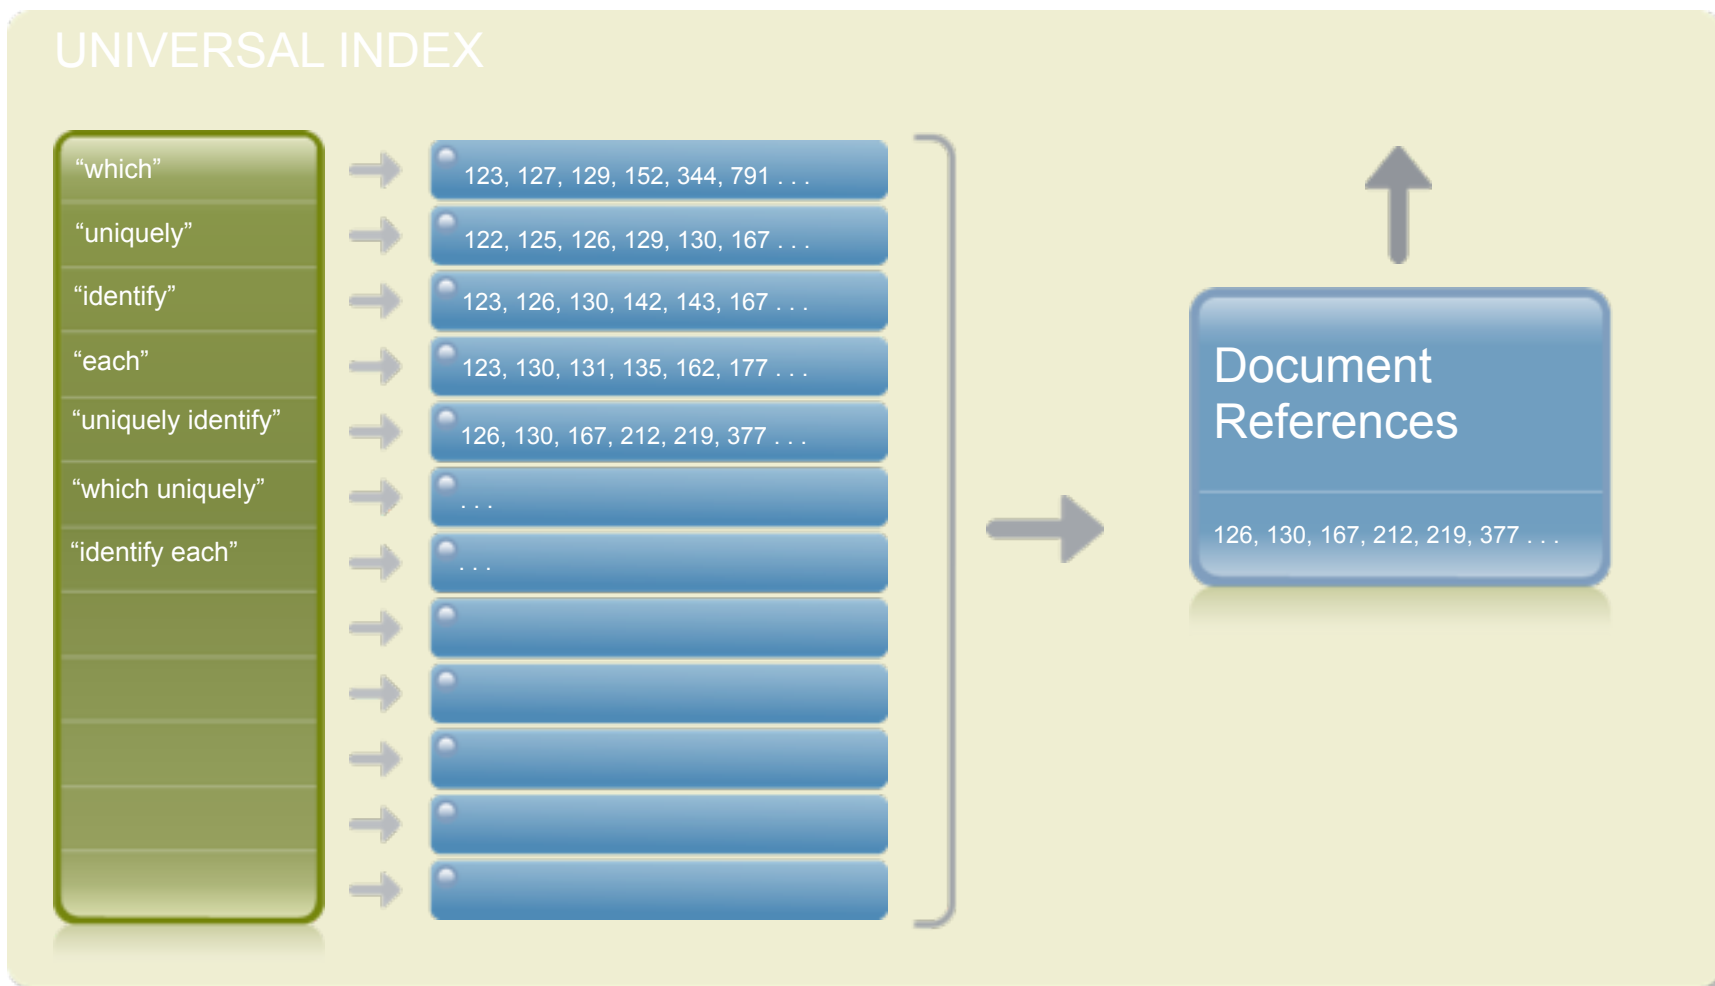 UNIVERSAL INDEX
“which”
123, 127, 129, 152, 344, 791 . . .
“uniquely”
122, 125, 126, 129, 130, 167 . . .
“identify”
123, 126, 130, 142, 143, 167 . . .
“each”
123, 130, 131, 135, 162, 177 . . .
“uniquely identify”
126, 130, 167, 212, 219, 377 . . .
“which uniquely”
. . .
“identify each”
. . .
Document
References
126, 130, 167, 212, 219, 377 . . .